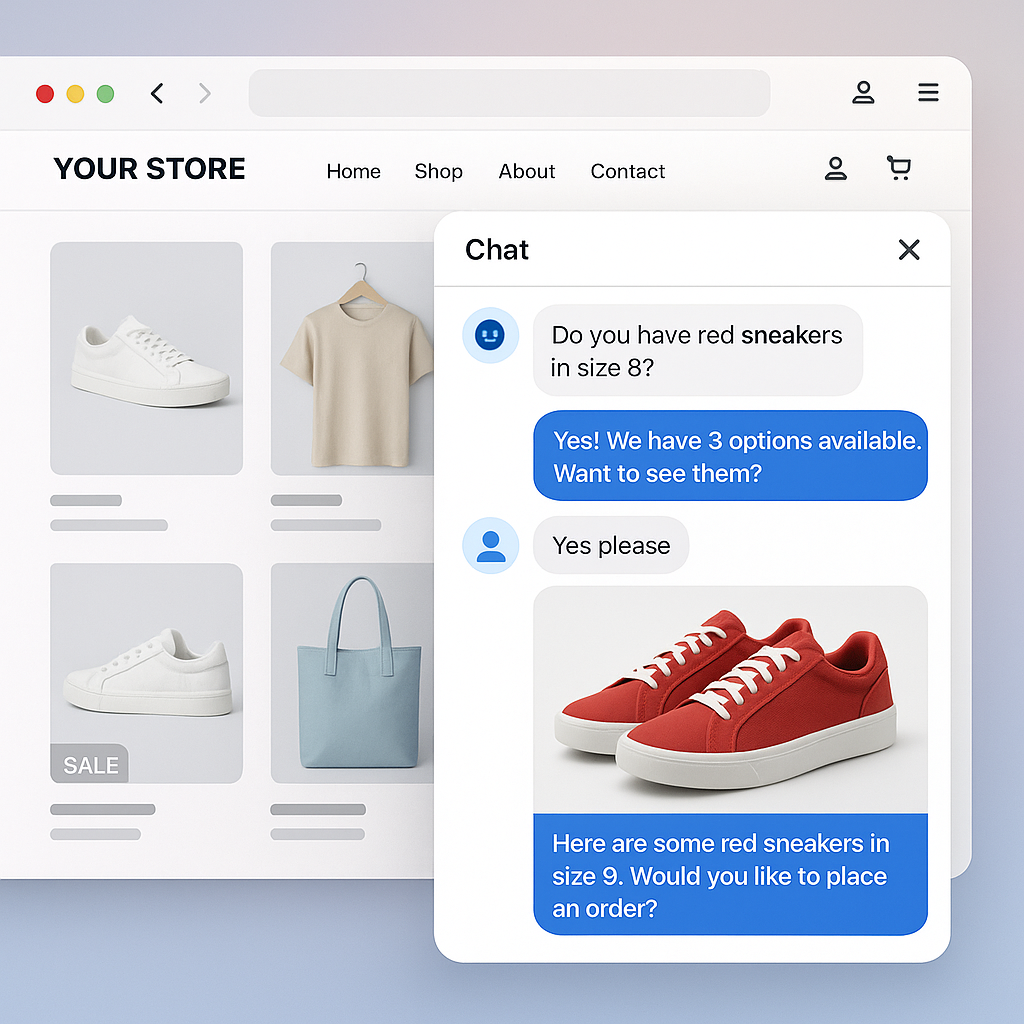 YOUR STORE
Home
Shop
About
Contact
Chat
Do you have red sneakers
in size 8?
Yes! We have 3 options available.
Want to see them?
Yes please
Here are some red sneakers in
size 9. Would you like to place
an order?
SALE